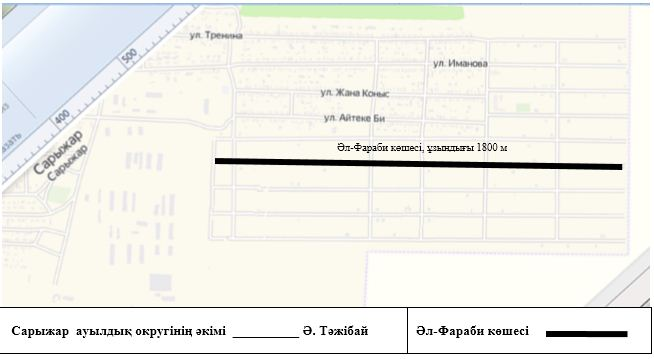 ул. Тренина
500
ул. Иманова
ул. Жана Коныс
400
ул. Айтеке Би
Әл-Фараби көшесі, ұзындығы 1800 м
Сарыжар
Сарыжар
Сарыжар ауылдық округінің әкімі __________ Ә. Тәжібай
Әл-Фараби көшесі